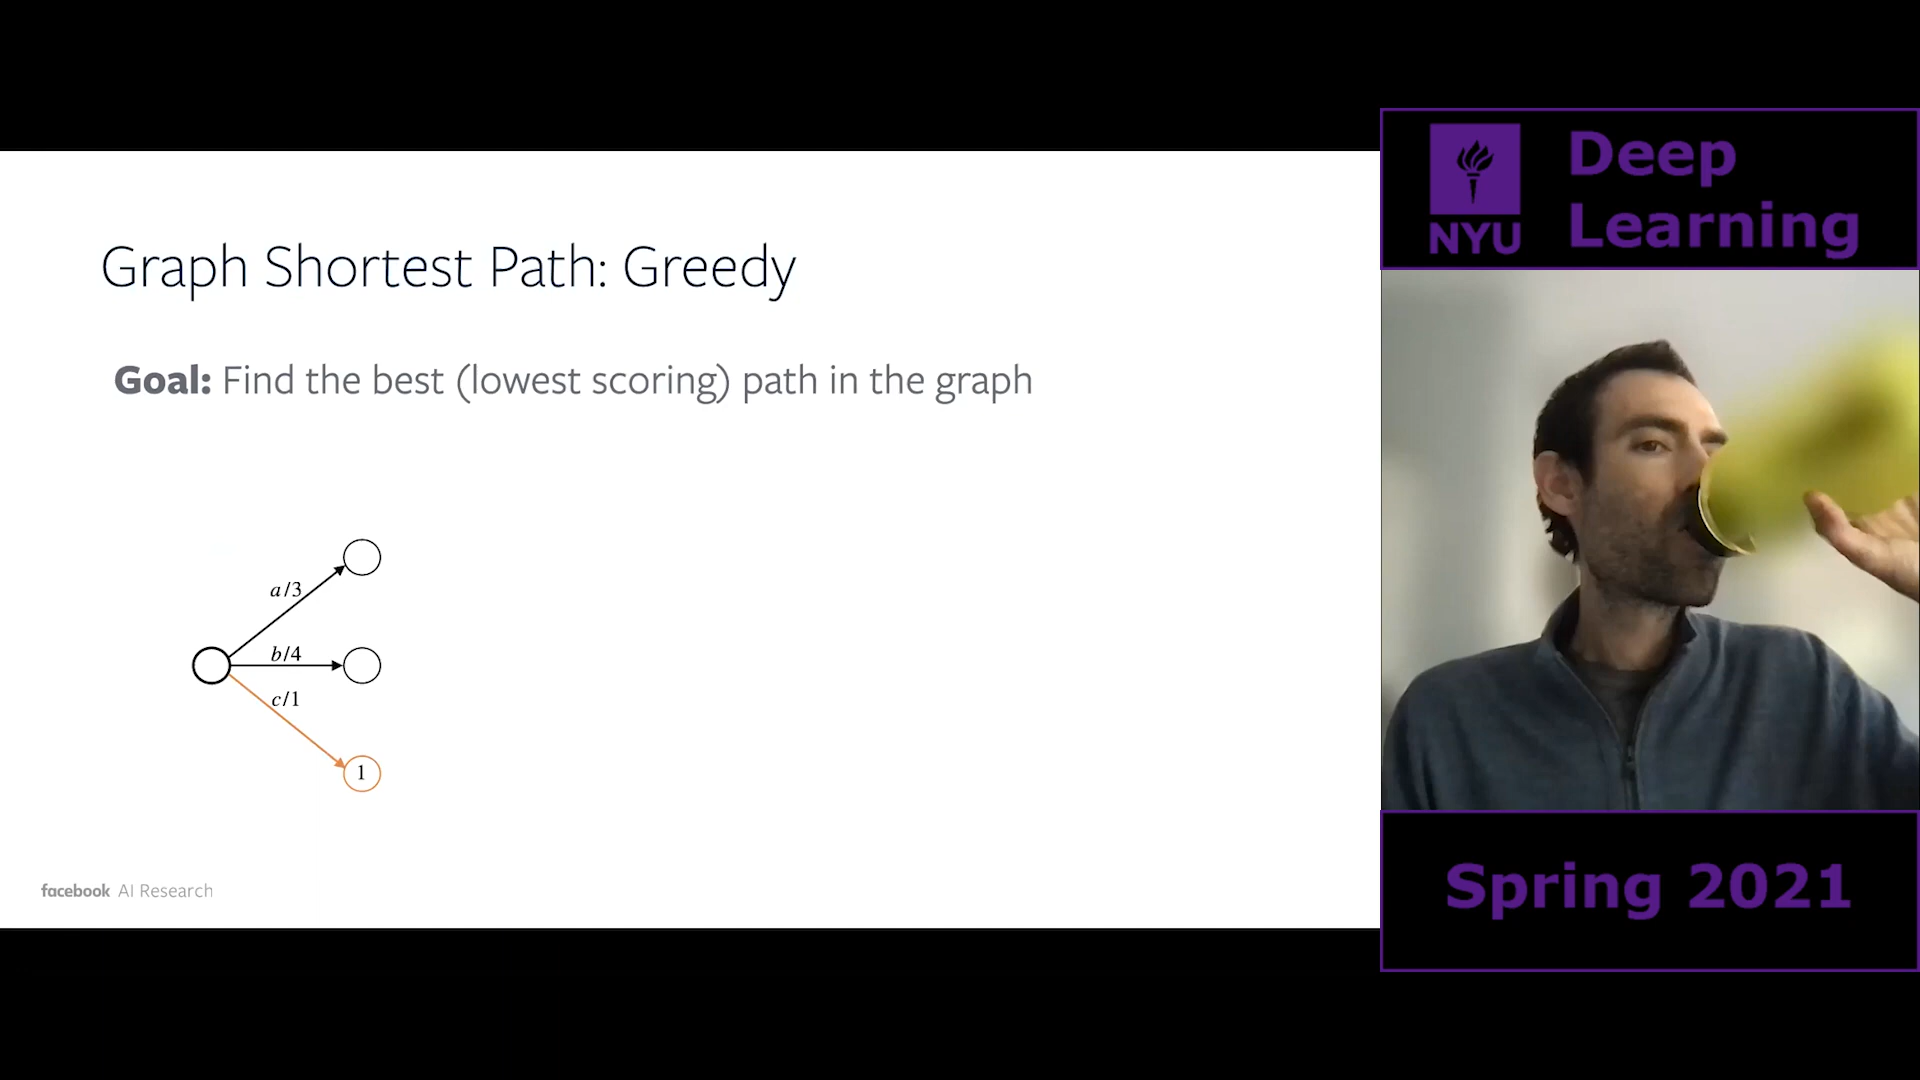 Graph Shortest Path: Greedy
Goal: Find the best (lowest scoring) path in the graph
a/3
b/4
c/1
1
facebook AI Research
NYU
Deep
Learning
Spring 2021